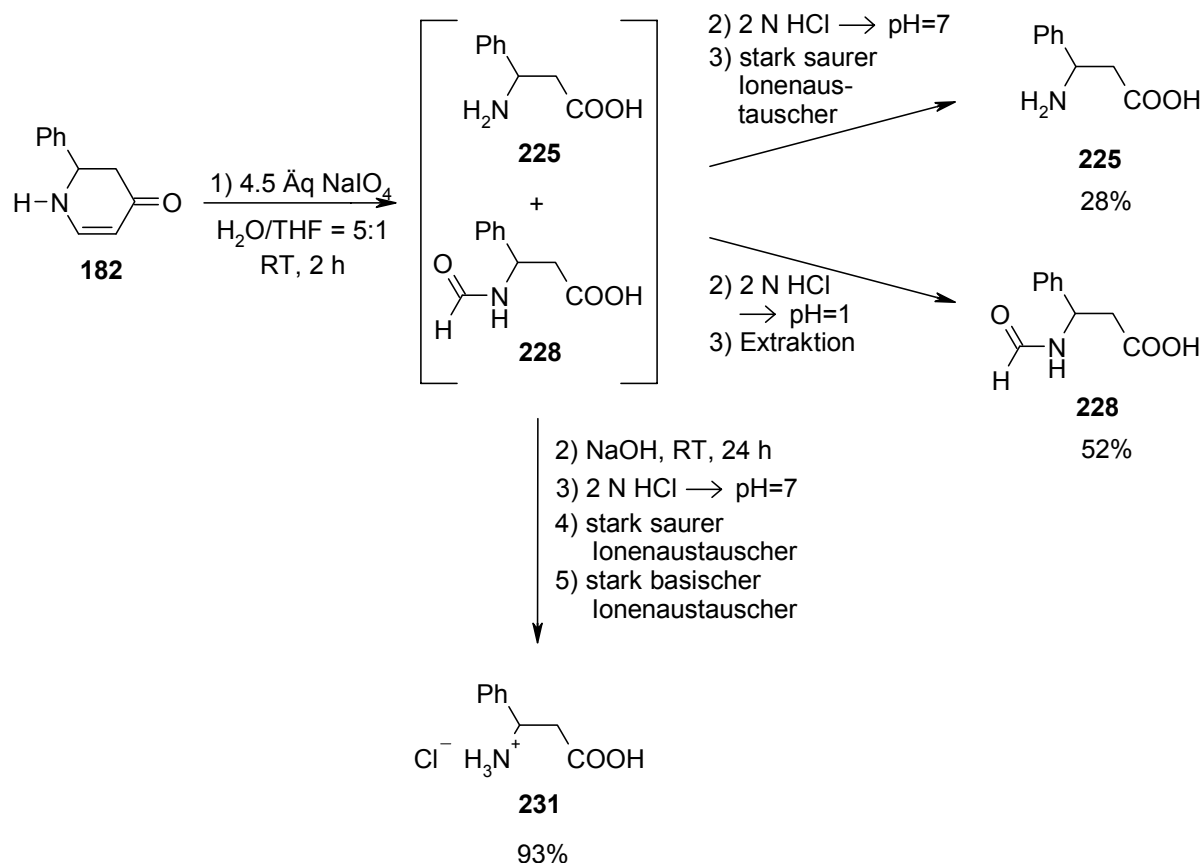 Ph
H
N
O
182
1) 4.5 Äq NaIO4
H2O/THF = 5:1
RT, 2 h
Ph
H2N
COOH
225
+
Ph
O
N
H
H
COOH
228
2) 2 N HCl → pH=7
3) stark saurer
Ionenaus-
tauscher
2) 2 N HCl
→ pH=1
3) Extraktion
Ph
H2N
COOH
225
28%
Ph
O
N
H
H
COOH
228
52%
2) NaOH, RT, 24 h
3) 2 N HCl → pH=7
4) stark saurer
Ionenaustauscher
5) stark basischer
Ionenaustauscher
Ph
Cl− H3N+
COOH
231
93%